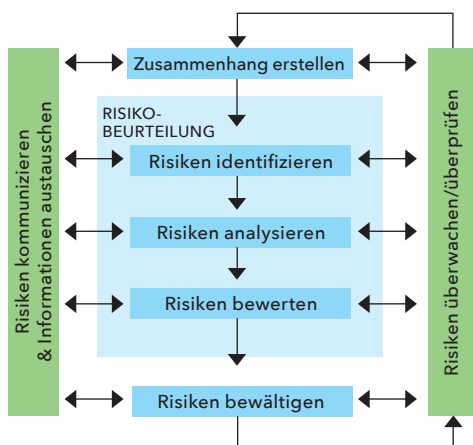 Zusammenhang erstellen
RISIKO-
BEURTEILUNG
Risiken identifizieren
Risiken analysieren
Risiken bewerten
Risiken bewältigen
Risiken kommunizieren
& Informationen austauschen
Risiken überwachen/überprüfen